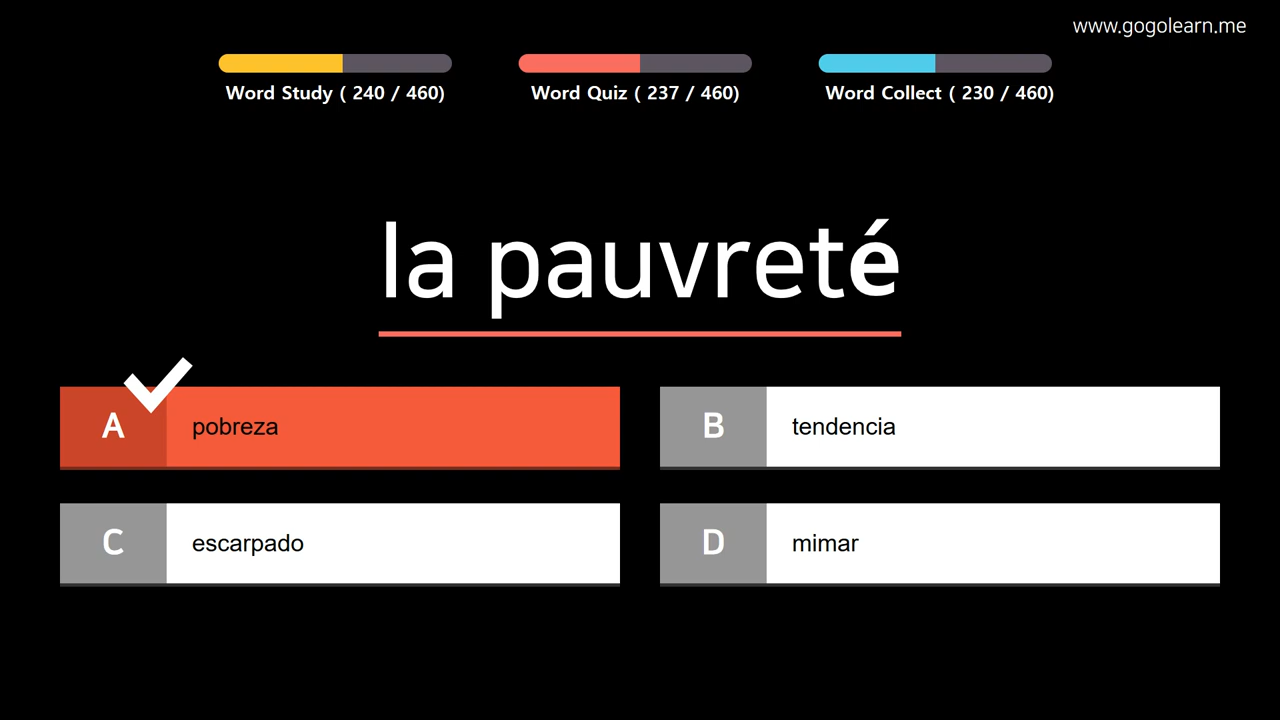 www.gogolearn.me
Word Study ( 240 / 460)
Word Quiz ( 237 / 460)
Word Collect ( 230 / 460)
la pauvreté
A
pobreza
B
tendencia
C
escarpado
D
mimar